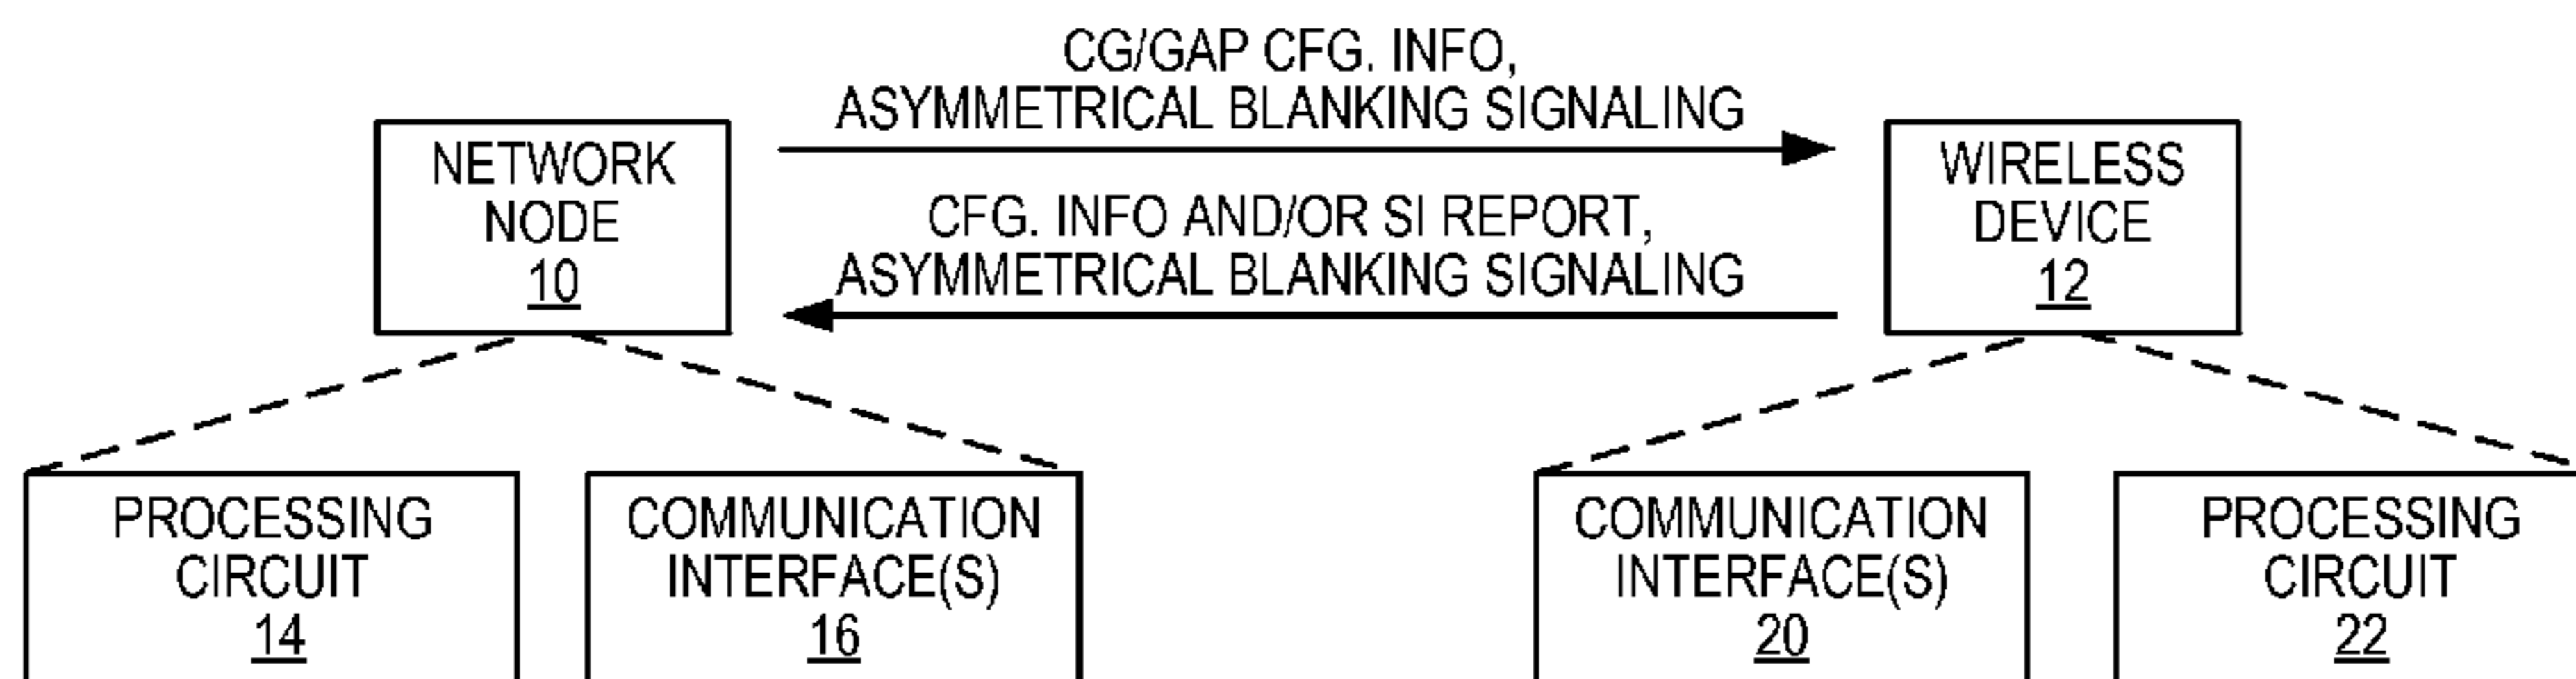 CG/GAP CFG. INFO,
ASYMMETRICAL BLANKING SIGNALING
NETWORK
NODE
10
CFG. INFO AND/OR SI REPORT,
ASYMMETRICAL BLANKING SIGNALING
WIRELESS
DEVICE
12
PROCESSING
CIRCUIT
14
COMMUNICATION
INTERFACE(S)
16
COMMUNICATION
INTERFACE(S)
20
PROCESSING
CIRCUIT
22